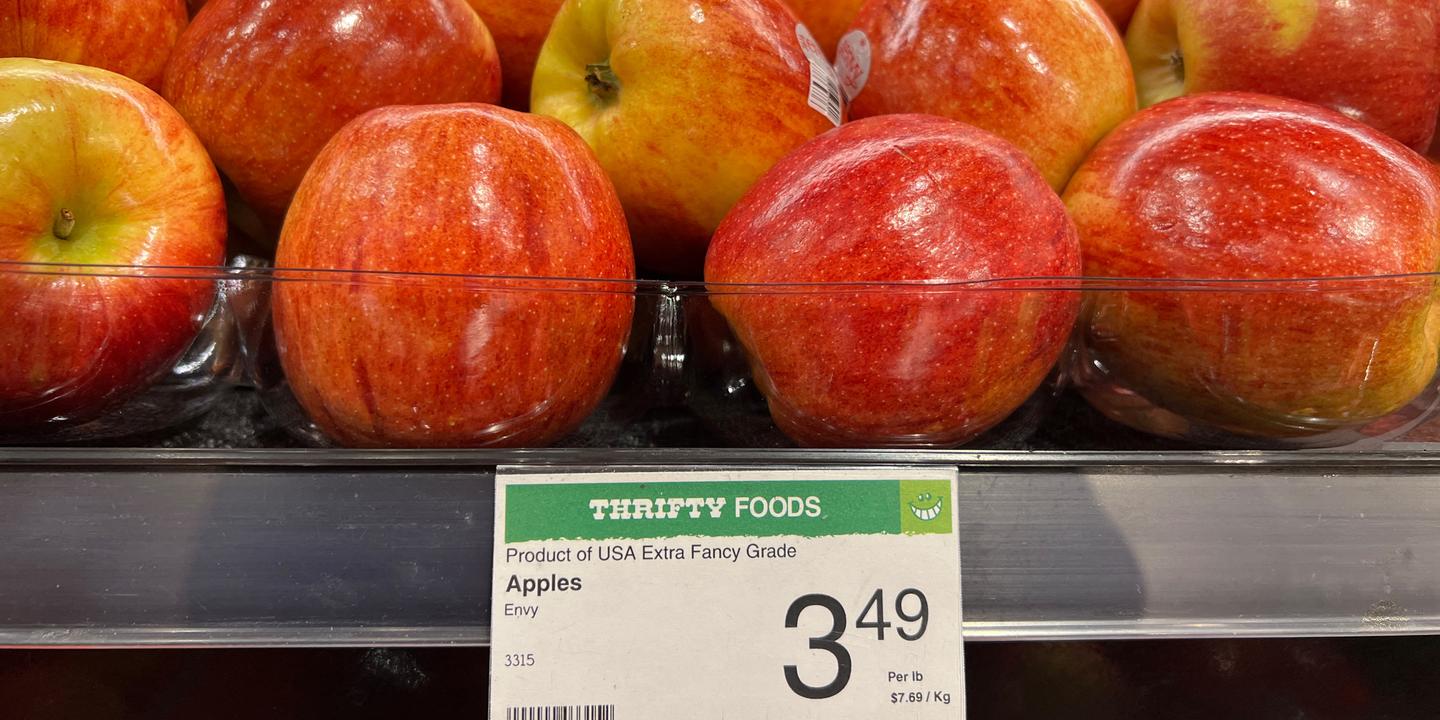 THRIFTY FOODS
Product of USA Extra Fancy Grade
Apples
Envy
3 49
3315
Per lb
$7.69 / Kg